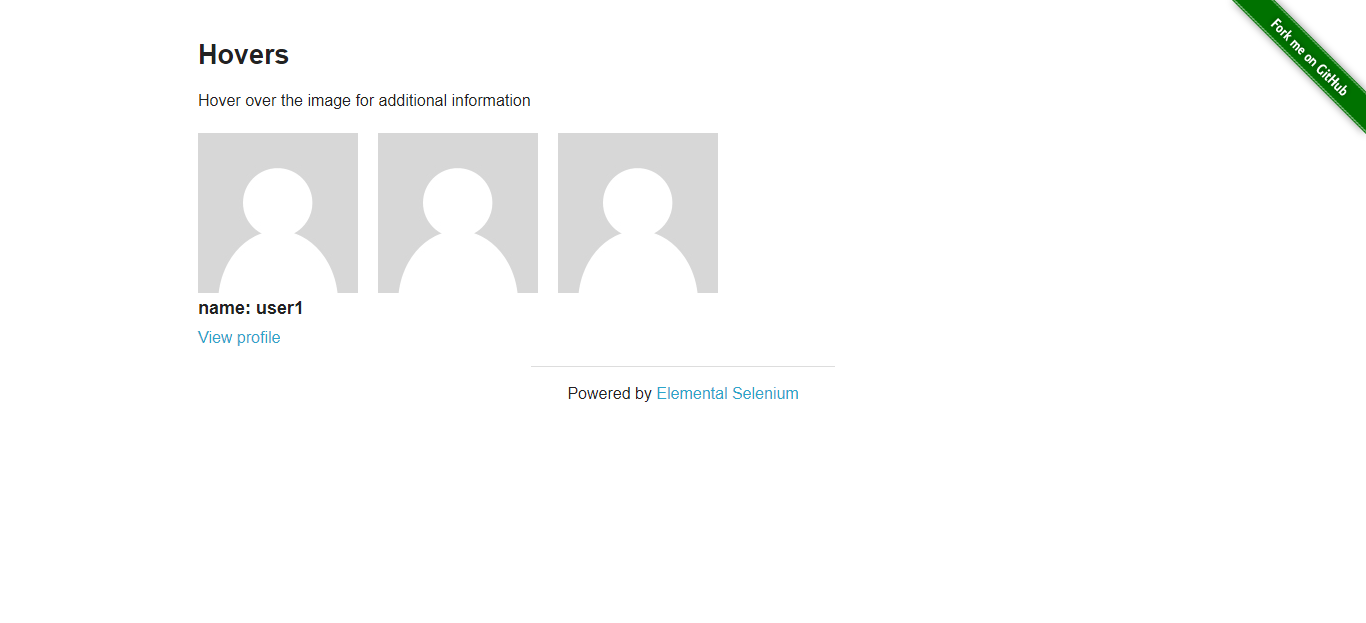 Hovers
Hover over the image for additional information
name: user1
View profile
Powered by Elemental Selenium
Fork me on GitHub